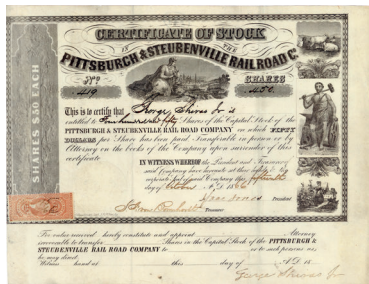 CERTIFICATE OF STOCK
IN THE
PITTSBURGH & STEUBENVILLE RAIL ROAD Co.
No. SHARES
419 450
SHARES $50 EACH
This is to certify that George Shiras Jr is
entitled to Four hundred and fifty Shares of the Capital Stock of the
PITTSBURGH & STEUBENVILLE RAIL ROAD COMPANY on which FIFTY
DOLLARS per Share has been paid Transferable in person or by
Attorney on the books of the Company upon surrender of this
certificate
IN WITNESS WHEREOF the President and Treasurer
of said Company have
this
day of A.D. 186
President
Treasurer
For value received hereby constitute and appoint Attorney
irrevocable to transfer Shares in the Capital Stock of the PITTSBURGH &
STEUBENVILLE RAIL ROAD COMPANY to or to such persons as
he may direct.
Witness hand at this day of A.D. 18
George Shiras Jr